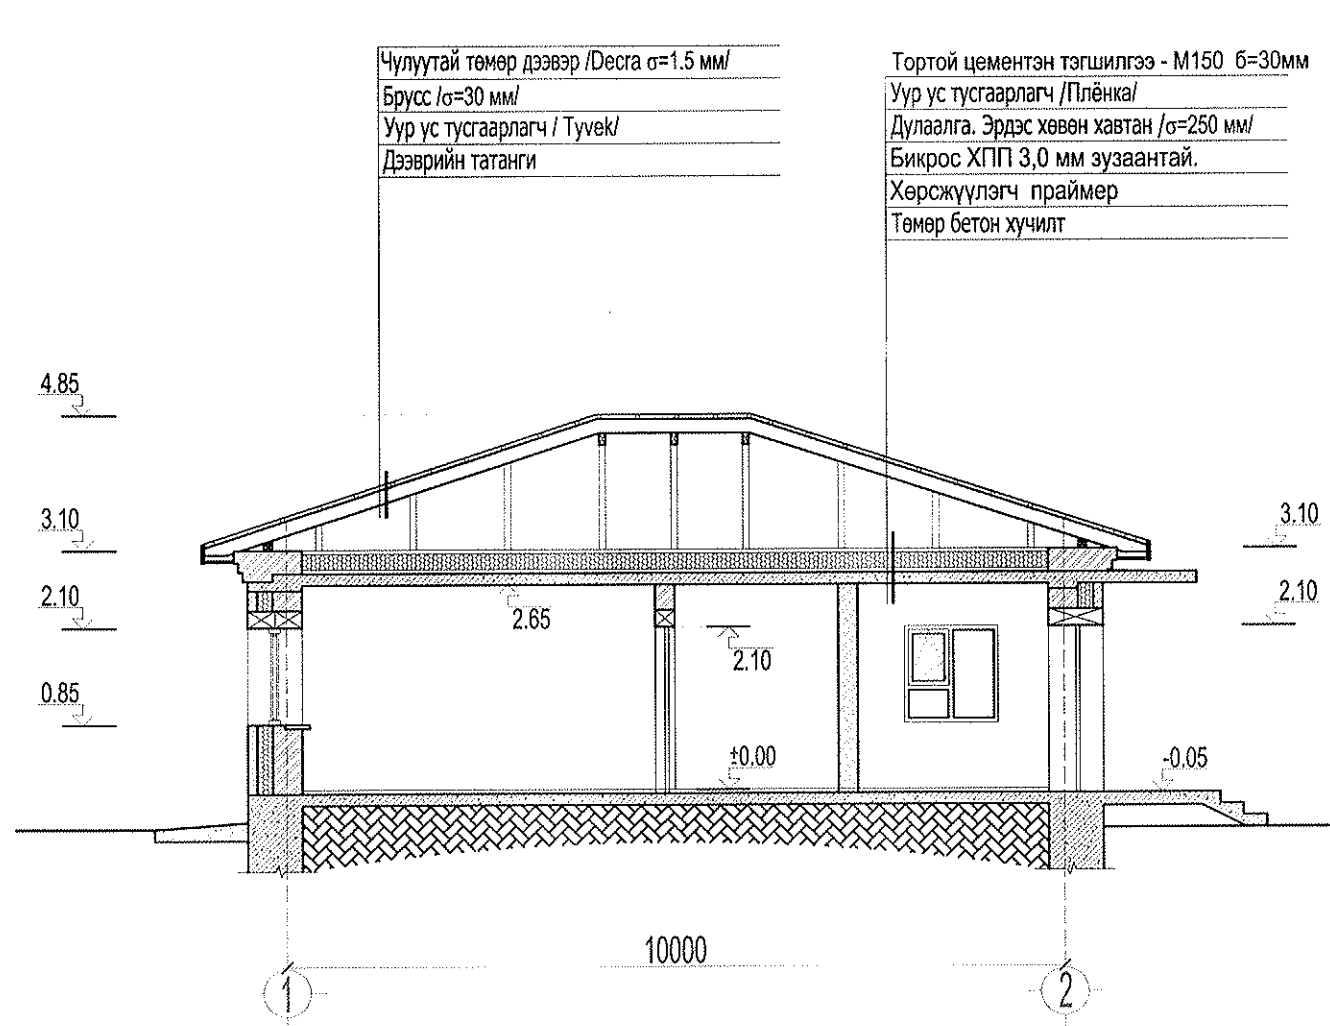 Чулуутай төмөр дээвэр /Decra σ=1.5 мм/
Брусс /σ=30 мм/
Уур ус тусгаарлагч / Tyvek/
Дээврийн татанги
Тортой цементэн тэгшилгээ - М150 б=30мм
Уур ус тусгаарлагч /Плёнка/
Дулаалга. Эрдэс хөвөн хавтан /σ=250 мм/
Бикрос ХПП 3,0 мм зузаантай.
Хөрсжүүлэгч праймер
Төмөр бетон хучилт
4.85
3.10
3.10
2.10
2.10
2.65
2.10
0.85
±0.00
-0.05
10000
1
2